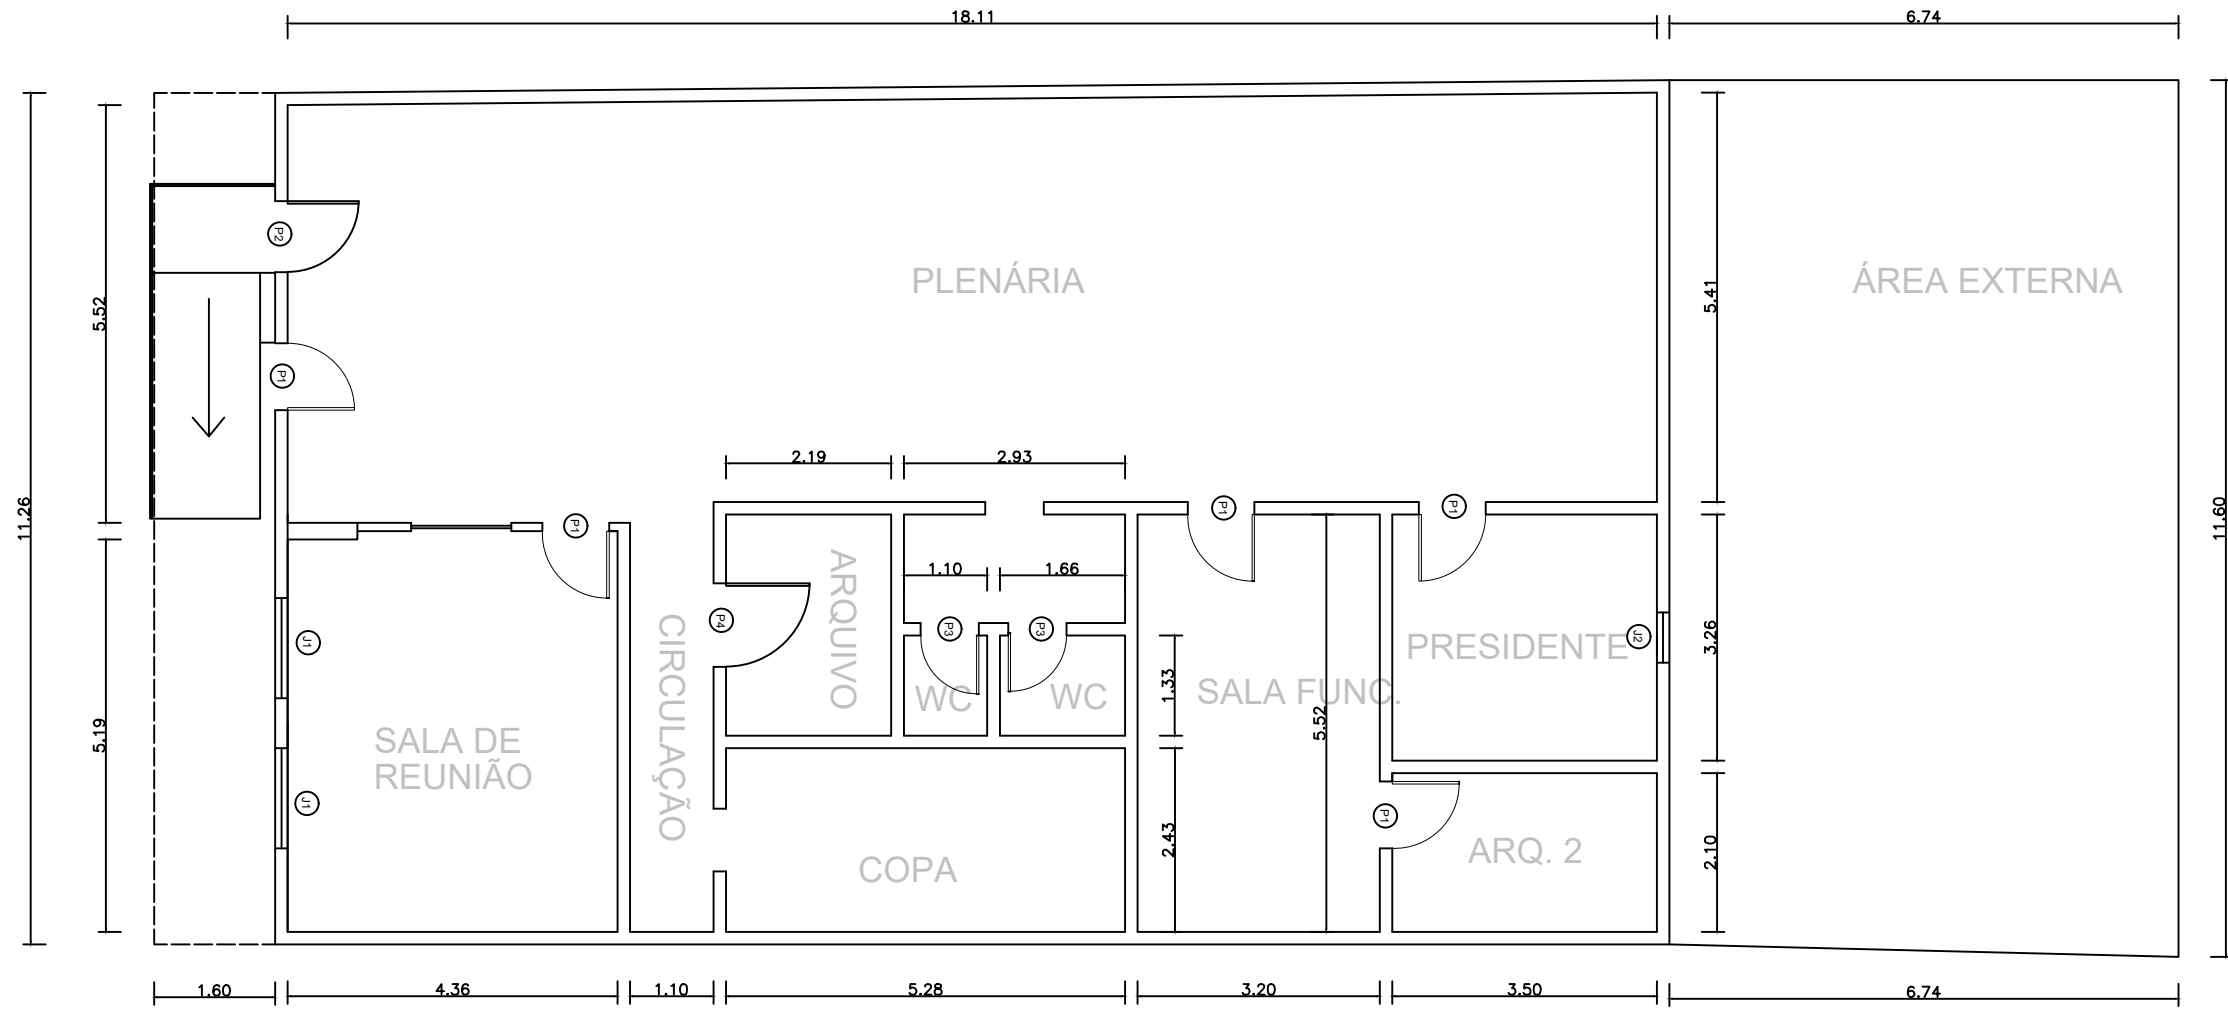 18.11
6.74
P2
PLENÁRIA
ÁREA EXTERNA
5.52
5.41
P1
2.19
2.93
11.26
11.60
P1
P1
P1
ARQUIVO
1.10
1.66
CIRCULAÇÃO
P4
P3
P3
J1
J2
PRESIDENTE
3.26
1.33
SALA FUNC.
WC
WC
5.52
5.19
SALA DE
REUNIÃO
J1
P1
2.43
COPA
ARQ. 2
2.10
1.60
4.36
1.10
5.28
3.20
3.50
6.74